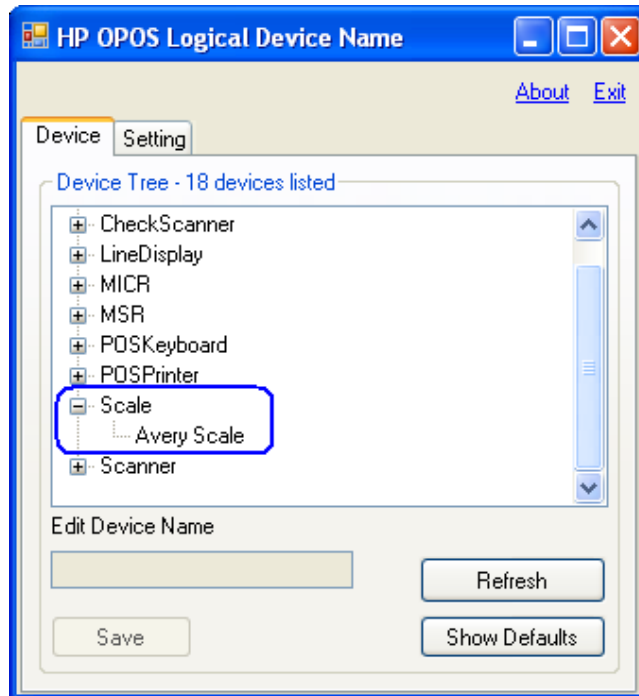 HP OPOS Logical Device Name
About Exit
Device Setting
Device Tree - 18 devices listed
CheckScanner
LineDisplay
MICR
MSR
POSKeyboard
POSPrinter
Scale
Avery Scale
Scanner
Edit Device Name
Refresh
Save Show Defaults